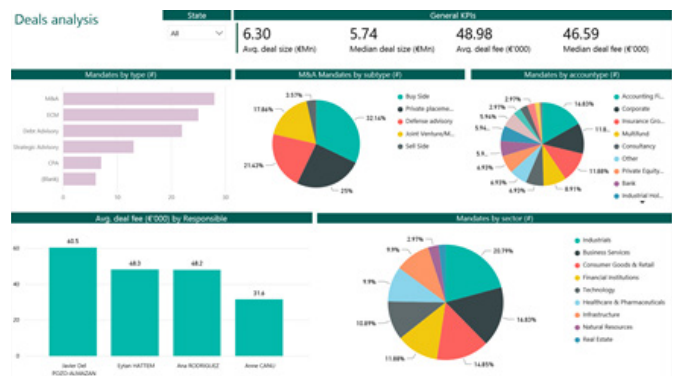 Deals analysis
State
All
General KPIs
6.30
Avg. deal size (€Mn)
5.74
Median deal size (€Mn)
48.98
Avg. deal fee (€'000)
46.59
Median deal fee (€'000)
Mandates by type (#)
M&A
ECM
Debt Advisory
Strategic Advisory
CPA
(Blank)
0
10
20
30
M&A Mandates by subtype (#)
3.57%
17.86%
21.43%
25%
32.14%
Buy Side
Private placeme...
Defense advisory
Joint Venture/M...
Sell Side
Mandates by accountype (#)
2.97%
2.97%
5.94%
5.94...
5.9...
6.93%
6.93%
6.93%
8.91%
11.88%
11.8...
16.83%
Accounting Fi...
Corporate
Insurance Gro...
Multifund
Consultancy
Other
Private Equity...
Bank
Industrial Hol...
Avg. deal fee (€'000) by Responsible
60
40
20
0
60.5
48.3
48.2
31.6
Javier Del
POZO-ALMAZAN
Eytan HATTEM
Ana RODRIGUEZ
Anne CANU
Mandates by sector (#)
2.97%
9.9%
9.9%
10.89%
11.88%
14.85%
16.83%
20.79%
Industrials
Business Services
Consumer Goods & Retail
Financial Institutions
Technology
Healthcare & Pharmaceuticals
Infrastructure
Natural Resources
Real Estate